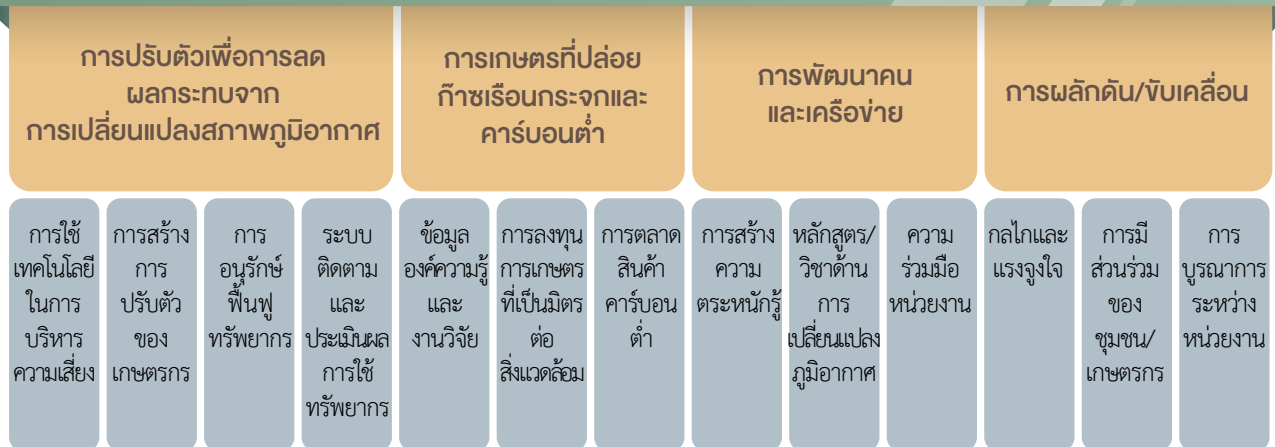 การปรับตัวเพื่อการลด
ผลกระทบจาก
การเปลี่ยนแปลงสภาพภูมิอากาศ
การเกษตรที่ปล่อย
ก๊าซเรือนกระจกและ
คาร์บอนต่ำ
การพัฒนาคน
และเครือข่าย
การผลักดัน/ขับเคลื่อน
การใช้
เทคโนโลยี
ในการ
บริหาร
ความเสี่ยง
การสร้าง
การ
ปรับตัว
ของ
เกษตรกร
การ
อนุรักษ์
ฟื้นฟู
ทรัพยากร
ระบบ
ติดตาม
และ
ประเมินผล
การใช้
ทรัพยากร
ข้อมูล
องค์ความรู้
และ
งานวิจัย
การลงทุน
การเกษตร
ที่เป็นมิตร
ต่อ
สิ่งแวดล้อม
การตลาด
สินค้า
คาร์บอน
ต่ำ
การสร้าง
ความ
ตระหนักรู้
หลักสูตร/
วิชาด้าน
การ
เปลี่ยนแปลง
ภูมิอากาศ
ความ
ร่วมมือ
หน่วยงาน
กลไกและ
แรงจูงใจ
การมี
ส่วนร่วม
ของ
ชุมชน/
เกษตรกร
การ
บูรณาการ
ระหว่าง
หน่วยงาน